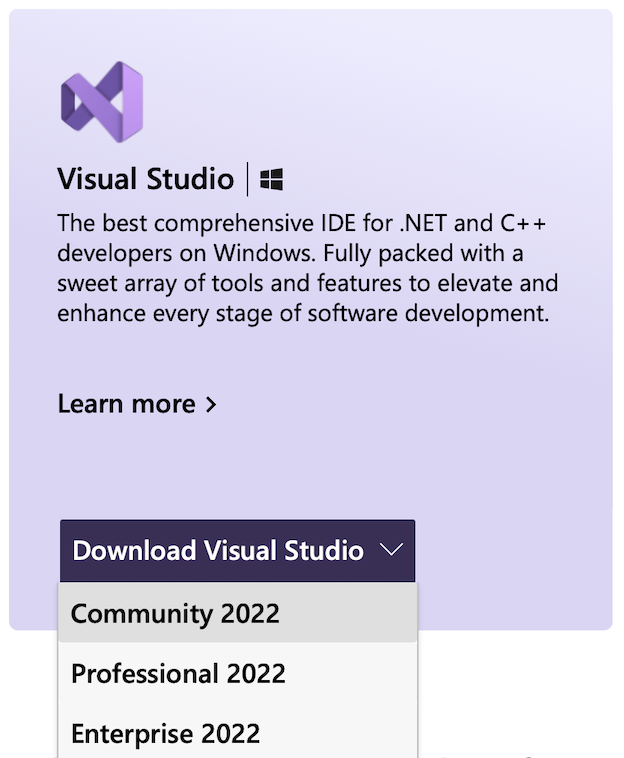 Visual Studio
The best comprehensive IDE for .NET and C++
developers on Windows. Fully packed with a
sweet array of tools and features to elevate and
enhance every stage of software development.
Learn more >
Download Visual Studio
Community 2022
Professional 2022
Enterprise 2022